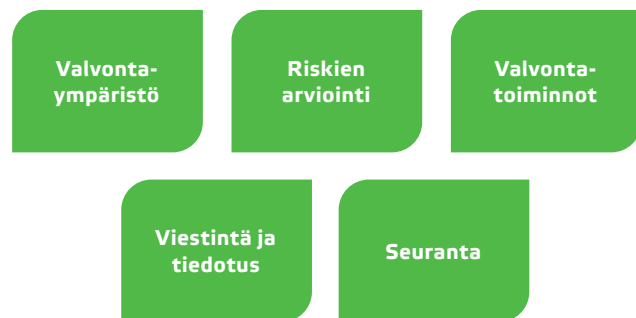 Valvonta-
ympäristö
Riskien
arviointi
Valvonta-
toiminnot
Viestintä ja
tiedotus
Seuranta